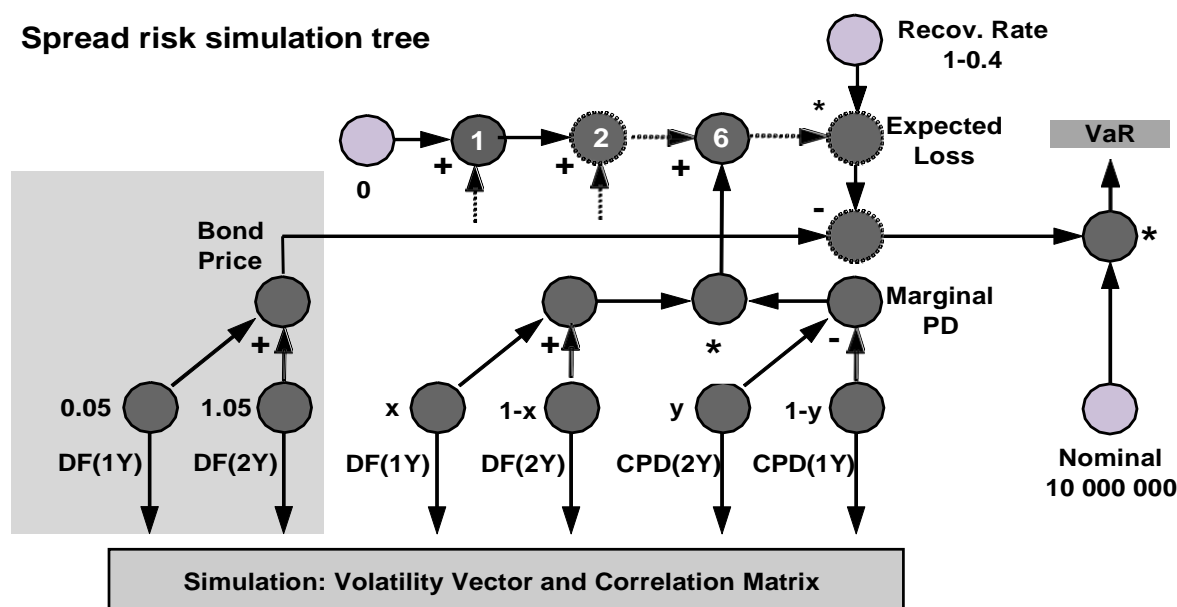 Spread risk simulation tree
Recov. Rate
1-0.4
*
1
2
6
Expected
Loss
VaR
+
+
+
0
-
Bond
Price
*
Marginal
PD
+
+
*
-
0.05
1.05
x
1-x
y
1-y
DF(1Y)
DF(2Y)
DF(1Y)
DF(2Y)
CPD(2Y)
CPD(1Y)
Nominal
10 000 000
Simulation: Volatility Vector and Correlation Matrix